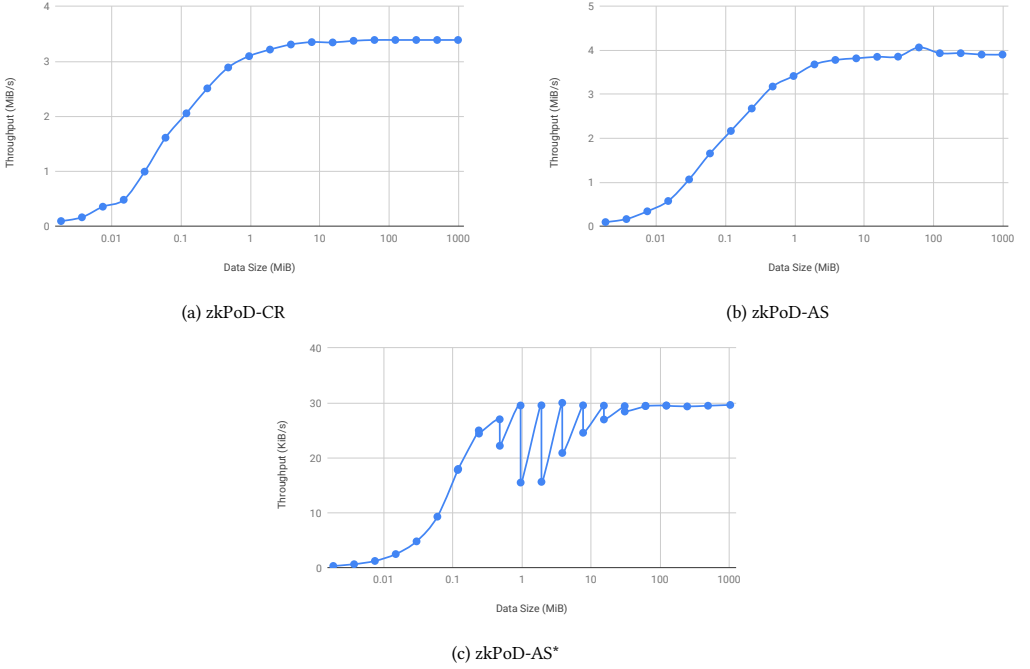 4
3
2
1
0
Throughput (MiB/s)
0.01 0.1 1 10 100 1000
Data Size (MiB)
(a) zkPoD-CR
5
4
3
2
1
0
Throughput (MiB/s)
0.01 0.1 1 10 100 1000
Data Size (MiB)
(b) zkPoD-AS
40
30
20
10
0
Throughput (KiB/s)
0.01 0.1 1 10 100 1000
Data Size (MiB)
(c) zkPoD-AS*